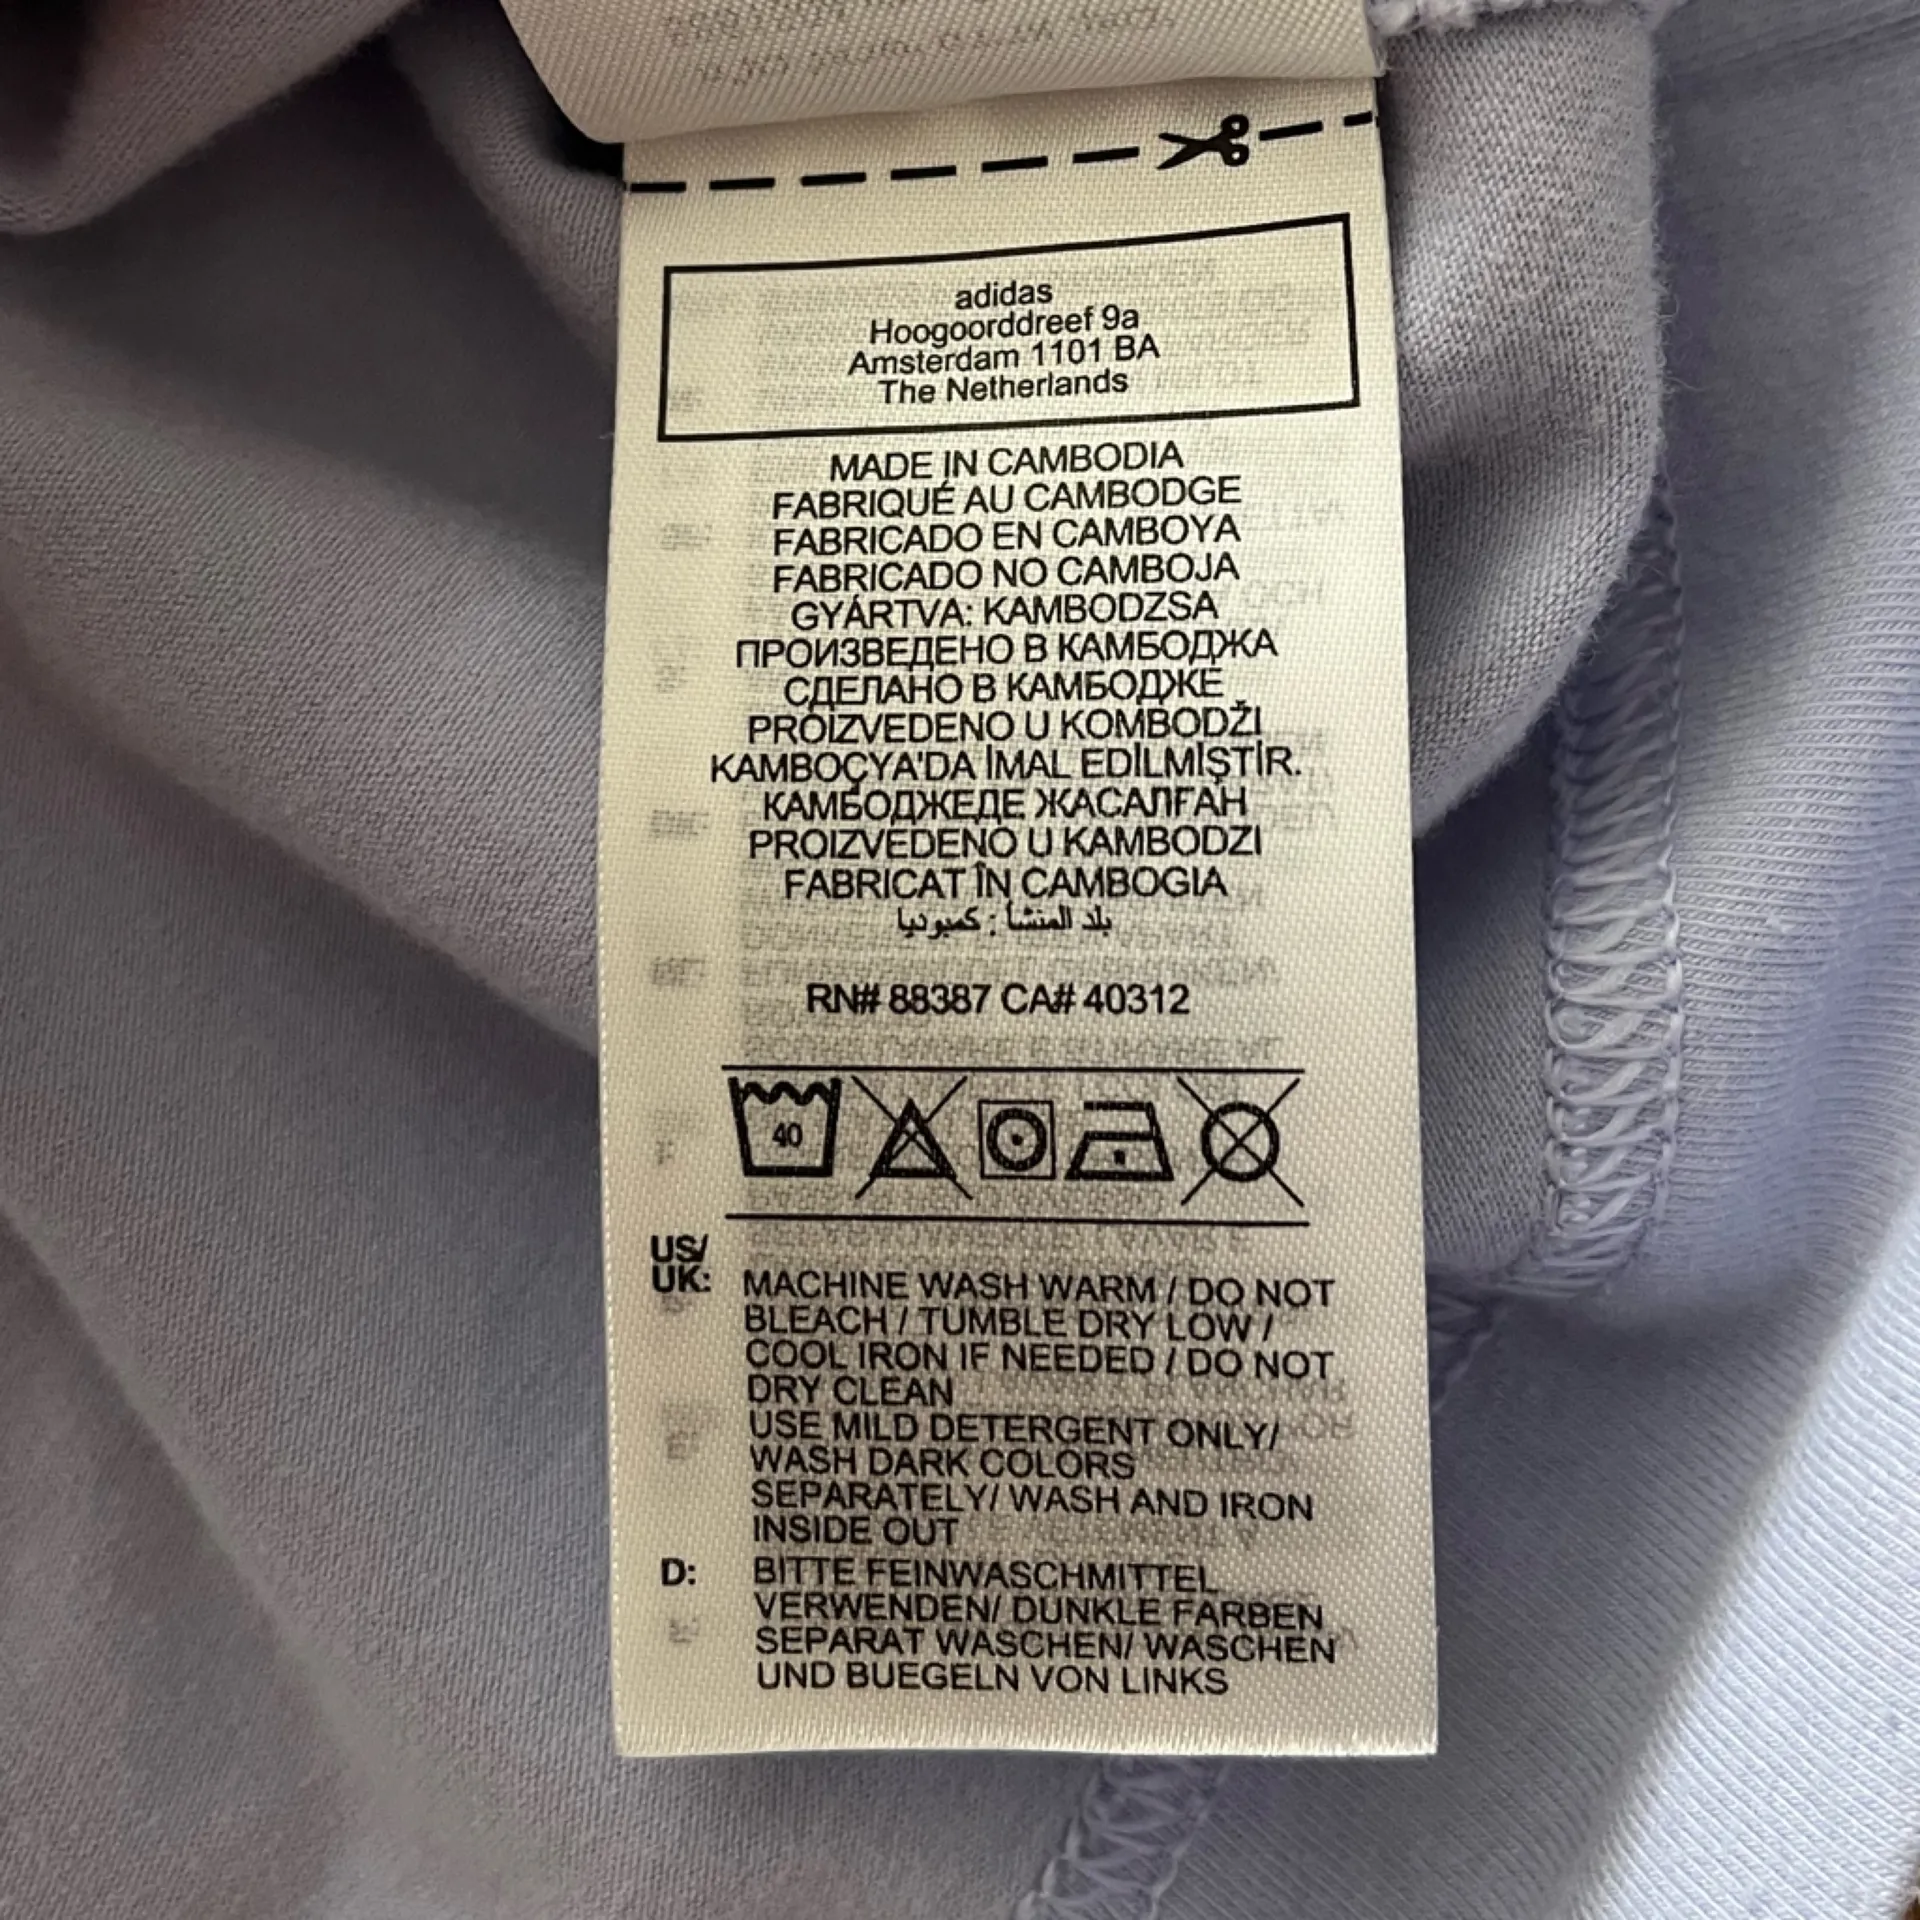 adidas
Hoogoorddreef 9a
Amsterdam 1101 BA
The Netherlands
MADE IN CAMBODIA
FABRIQUÉ AU CAMBODGE
FABRICADO EN CAMBOYA
FABRICADO NO CAMBOJA
GYÁRTVA: KAMBODZSA
ПРОИЗВЕДЕНО В КАМБОДЖА
СДЕЛАНО В КАМБОДЖЕ
PROIZVEDENO U KOMBODŽI
KAMBOÇYA'DA İMAL EDİLMİŞTİR.
КАМБОДЖЕДЕ ЖАСАЛҒАН
PROIZVEDENO U KAMBODZI
FABRICAT ÎN CAMBOGIA
بلد المنشأ : كمبوديا
RN# 88387 CA# 40312
40
US/
UK: MACHINE WASH WARM / DO NOT
BLEACH / TUMBLE DRY LOW /
COOL IRON IF NEEDED / DO NOT
DRY CLEAN
USE MILD DETERGENT ONLY/
WASH DARK COLORS
SEPARATELY/ WASH AND IRON
INSIDE OUT
D: BITTE FEINWASCHMITTEL
VERWENDEN/ DUNKLE FARBEN
SEPARAT WASCHEN/ WASCHEN
UND BUEGELN VON LINKS